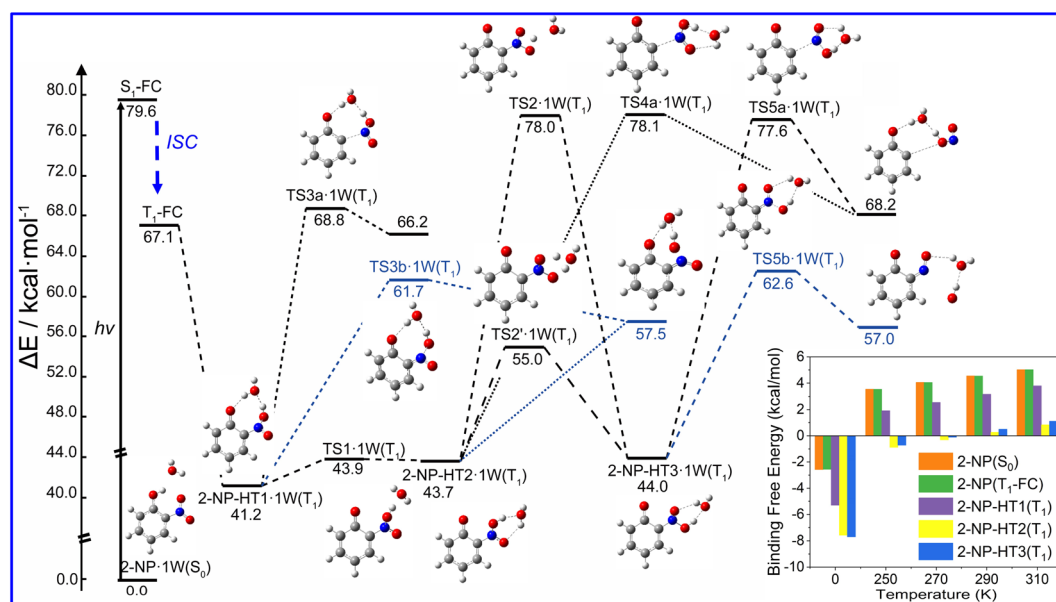 ΔE / kcal·mol⁻¹
80.0
76.0
72.0
68.0
64.0
60.0
56.0
52.0
48.0
44.0
40.0
0.0
hν
S₁-FC
79.6
ISC
T₁-FC
67.1
2-NP·1W(S₀)
0.0
2-NP-HT1·1W(T₁)
41.2
TS3a·1W(T₁)
68.8
66.2
TS3b·1W(T₁)
61.7
TS1·1W(T₁)
43.9
2-NP-HT2·1W(T₁)
43.7
TS2·1W(T₁)
78.0
TS2'·1W(T₁)
55.0
TS4a·1W(T₁)
78.1
57.5
2-NP-HT3·1W(T₁)
44.0
TS5a·1W(T₁)
77.6
68.2
TS5b·1W(T₁)
62.6
57.0
Binding Free Energy (kcal/mol)
6
4
2
0
-2
-4
-6
-8
-10
2-NP(S₀)
2-NP(T₁-FC)
2-NP-HT1(T₁)
2-NP-HT2(T₁)
2-NP-HT3(T₁)
0 250 270 290 310
Temperature (K)